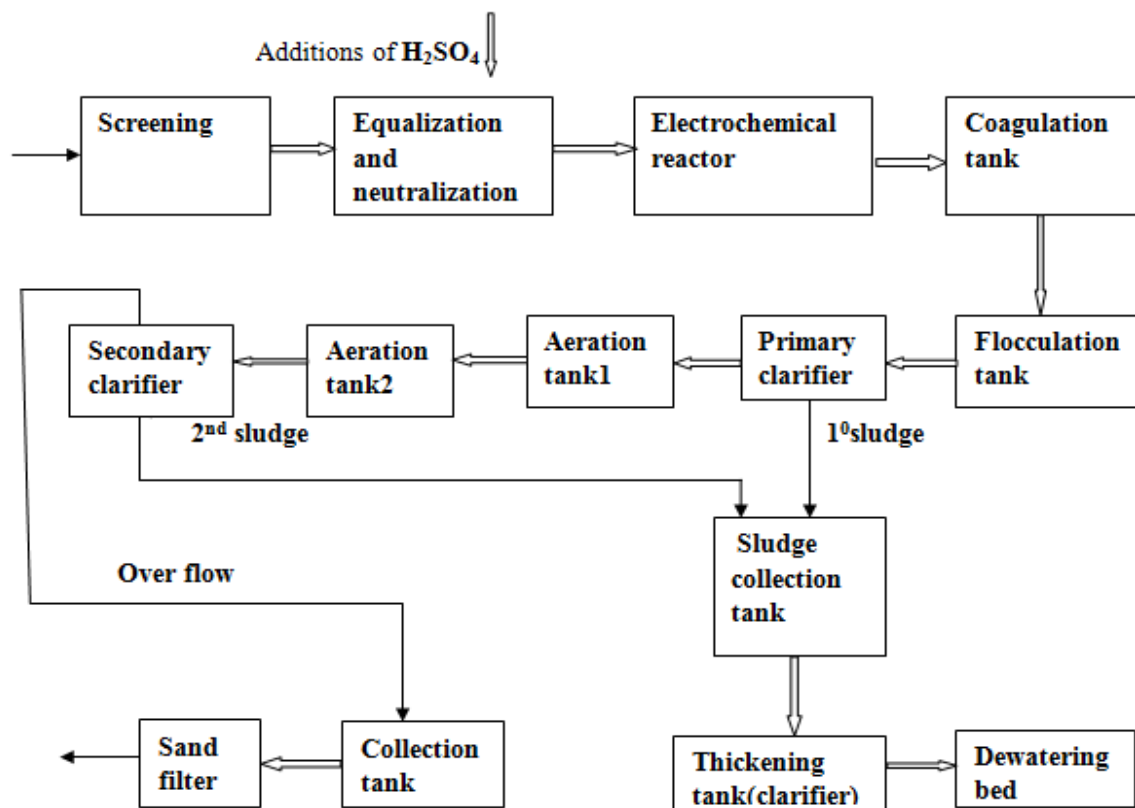 Additions of H₂SO₄
Screening
Equalization
and
neutralization
Electrochemical
reactor
Coagulation
tank
Secondary
clarifier
Aeration
tank2
Aeration
tank1
Primary
clarifier
Flocculation
tank
2ⁿᵈ sludge
1⁰sludge
Sludge
collection
tank
Over flow
Sand
filter
Collection
tank
Thickening
tank(clarifier)
Dewatering
bed